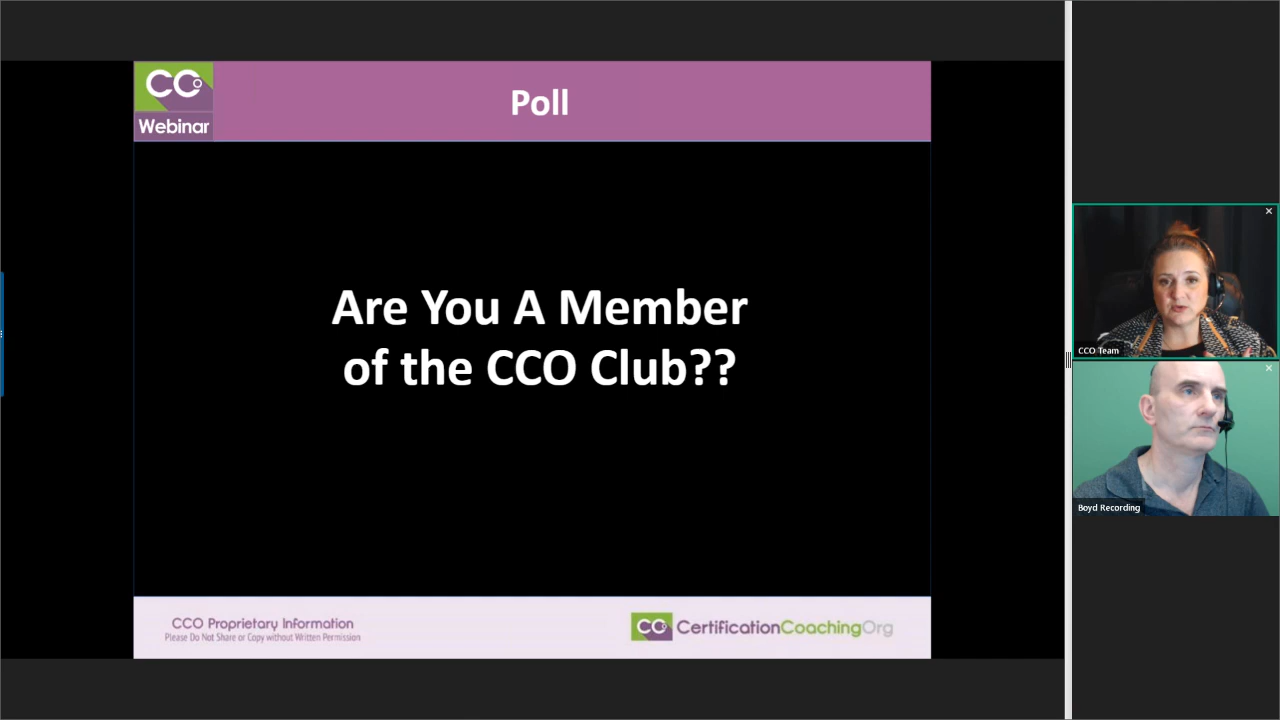 CCO
Webinar
Poll
Are You A Member
of the CCO Club??
CCO Team
Boyd Recording
CCO Proprietary Information
Please Do Not Share or Copy without Written Permission
CCO CertificationCoachingOrg